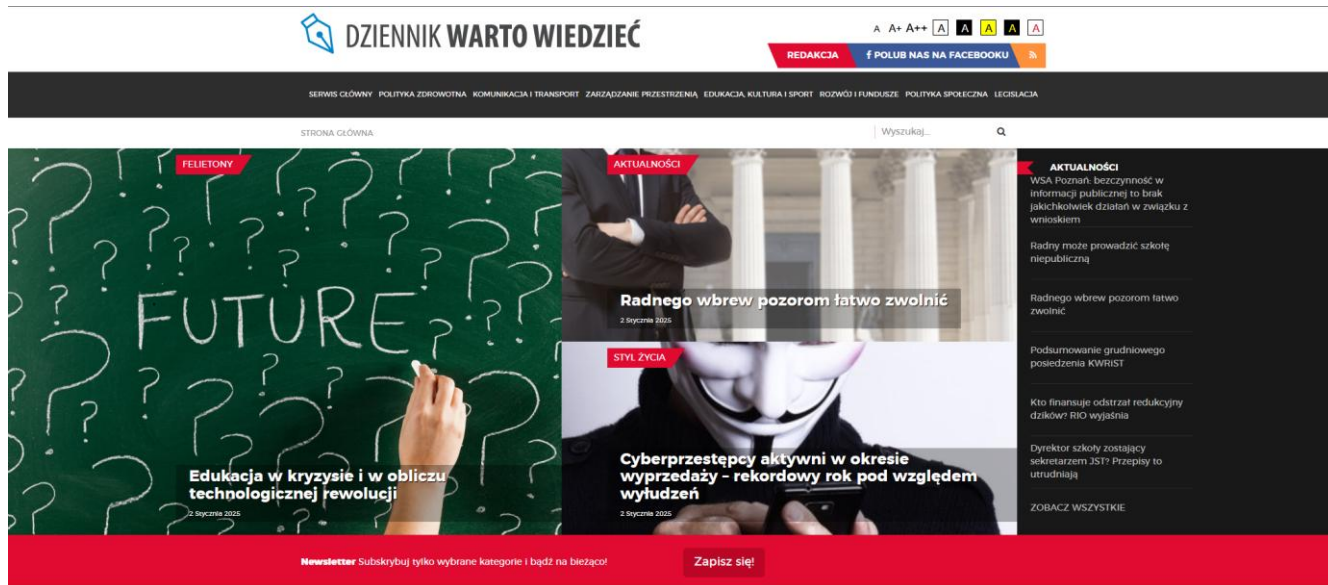 DZIENNIK WARTO WIEDZIEĆ
A A+ A++ A A A A A
REDAKCJA
f POLUB NAS NA FACEBOOKU
SERWIS GŁÓWNY POLITYKA ZDROWOTNA KOMUNIKACJA I TRANSPORT ZARZĄDZANIE PRZESTRZENIĄ EDUKACJA, KULTURA I SPORT ROZWÓJ I FUNDUSZE POLITYKA SPOŁECZNA LEGISLACJA
STRONA GŁÓWNA
Wyszukaj...
FELIETONY
FUTURE
Edukacja w kryzysie i w obliczu
technologicznej rewolucji
2 Stycznia 2025
AKTUALNOŚCI
Radnego wbrew pozorom łatwo zwolnić
2 Stycznia 2025
STYL ŻYCIA
Cyberprzestępcy aktywni w okresie
wyprzedaży – rekordowy rok pod względem
wyłudzeń
2 Stycznia 2025
AKTUALNOŚCI
WSA Poznań: bezczynność w
informacji publicznej to brak
jakichkolwiek działań w związku z
wnioskiem
Radny może prowadzić szkołę
niepubliczną
Radnego wbrew pozorom łatwo
zwolnić
Podsumowanie grudniowego
posiedzenia KWRiST
Kto finansuje odstrzał redukcyjny
dzików? RIO wyjaśnia
Dyrektor szkoły zostający
sekretarzem JST? Przepisy to
utrudniają
ZOBACZ WSZYSTKIE
Newsletter Subskrybuj tylko wybrane kategorie i bądź na bieżąco!
Zapisz się!